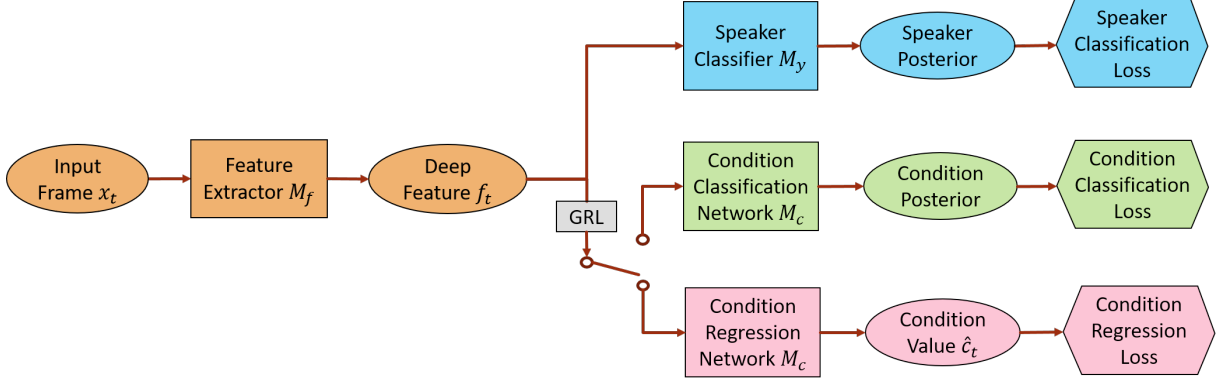 Speaker
Classifier M_y
Speaker
Posterior
Speaker
Classification
Loss
Input
Frame x_t
Feature
Extractor M_f
Deep
Feature f_t
GRL
Condition
Classification
Network M_c
Condition
Posterior
Condition
Classification
Loss
Condition
Regression
Network M_c
Condition
Value ĉ_t
Condition
Regression
Loss